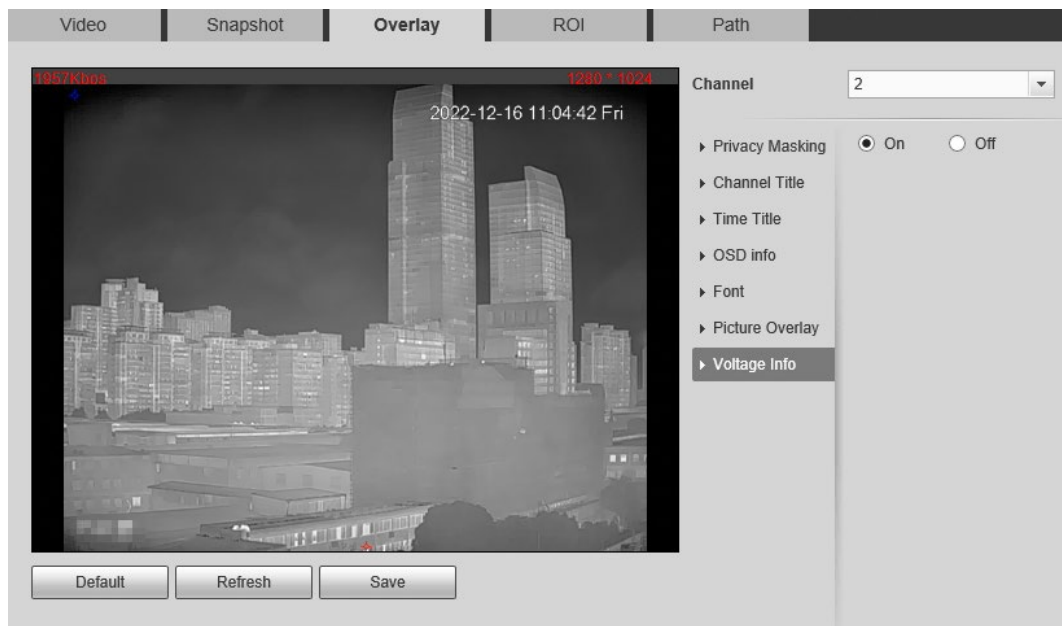 Video
Snapshot
Overlay
ROI
Path
1957Kbps
1280 * 1024
2022-12-16 11:04:42 Fri
Channel
2
Privacy Masking
On
Off
Channel Title
Time Title
OSD info
Font
Picture Overlay
Voltage Info
Default
Refresh
Save